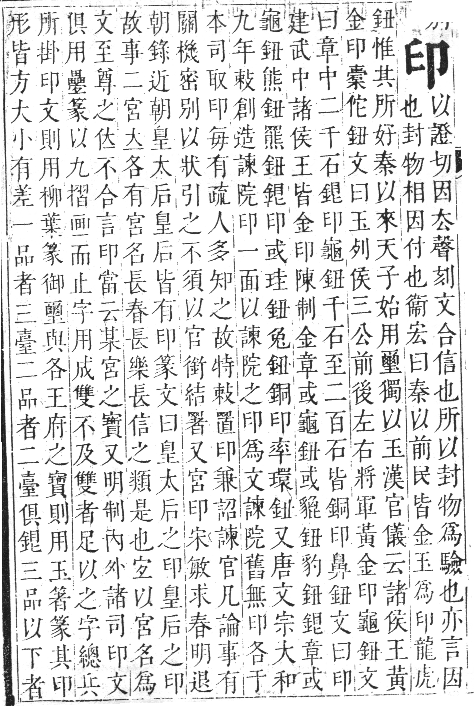 印 以證切因去聲刻文合信也所以封物爲驗也亦言因
也封物相因付也衞宏曰秦以前民皆金玉爲印龍虎
鈕惟其所好秦以來天子始用璽獨以玉漢官儀云諸侯王黃
金印橐佗鈕文曰玉列侯三公前後左右將軍黃金印龜鈕文
曰章中二千石銀印龜鈕千石至二百石皆銅印鼻鈕文曰印
建武中諸侯王皆金印陳制金章或龜鈕或貔鈕豹鈕銀章或
龜鈕熊鈕羆鈕銀印或珪鈕兔鈕銅印率環鈕又唐文宗大和
九年敕創造諫院印一面以諫院之印爲文諫院舊無印各于
本司取印每有疏人多知之故特敕置印兼詔諫官凡論事有
關機密別以狀引之不須以官銜結署又宮印宋敏求春明退
朝錄近朝皇太后皇后皆有印篆文曰皇太后之印皇后之印
故事二宮大各有宮名長春長樂長信之類是也宜以宮名爲
文至尊之休不合言印當云某宮之寶又明制內外諸司印文
俱用疊篆以九摺畫而止字用成雙不及雙者足以之字總兵
所掛印文則用柳葉篆御璽與各王府之寶則用玉箸篆其印
形皆方大小有差一品者三臺二品者二臺俱銀三品以下者